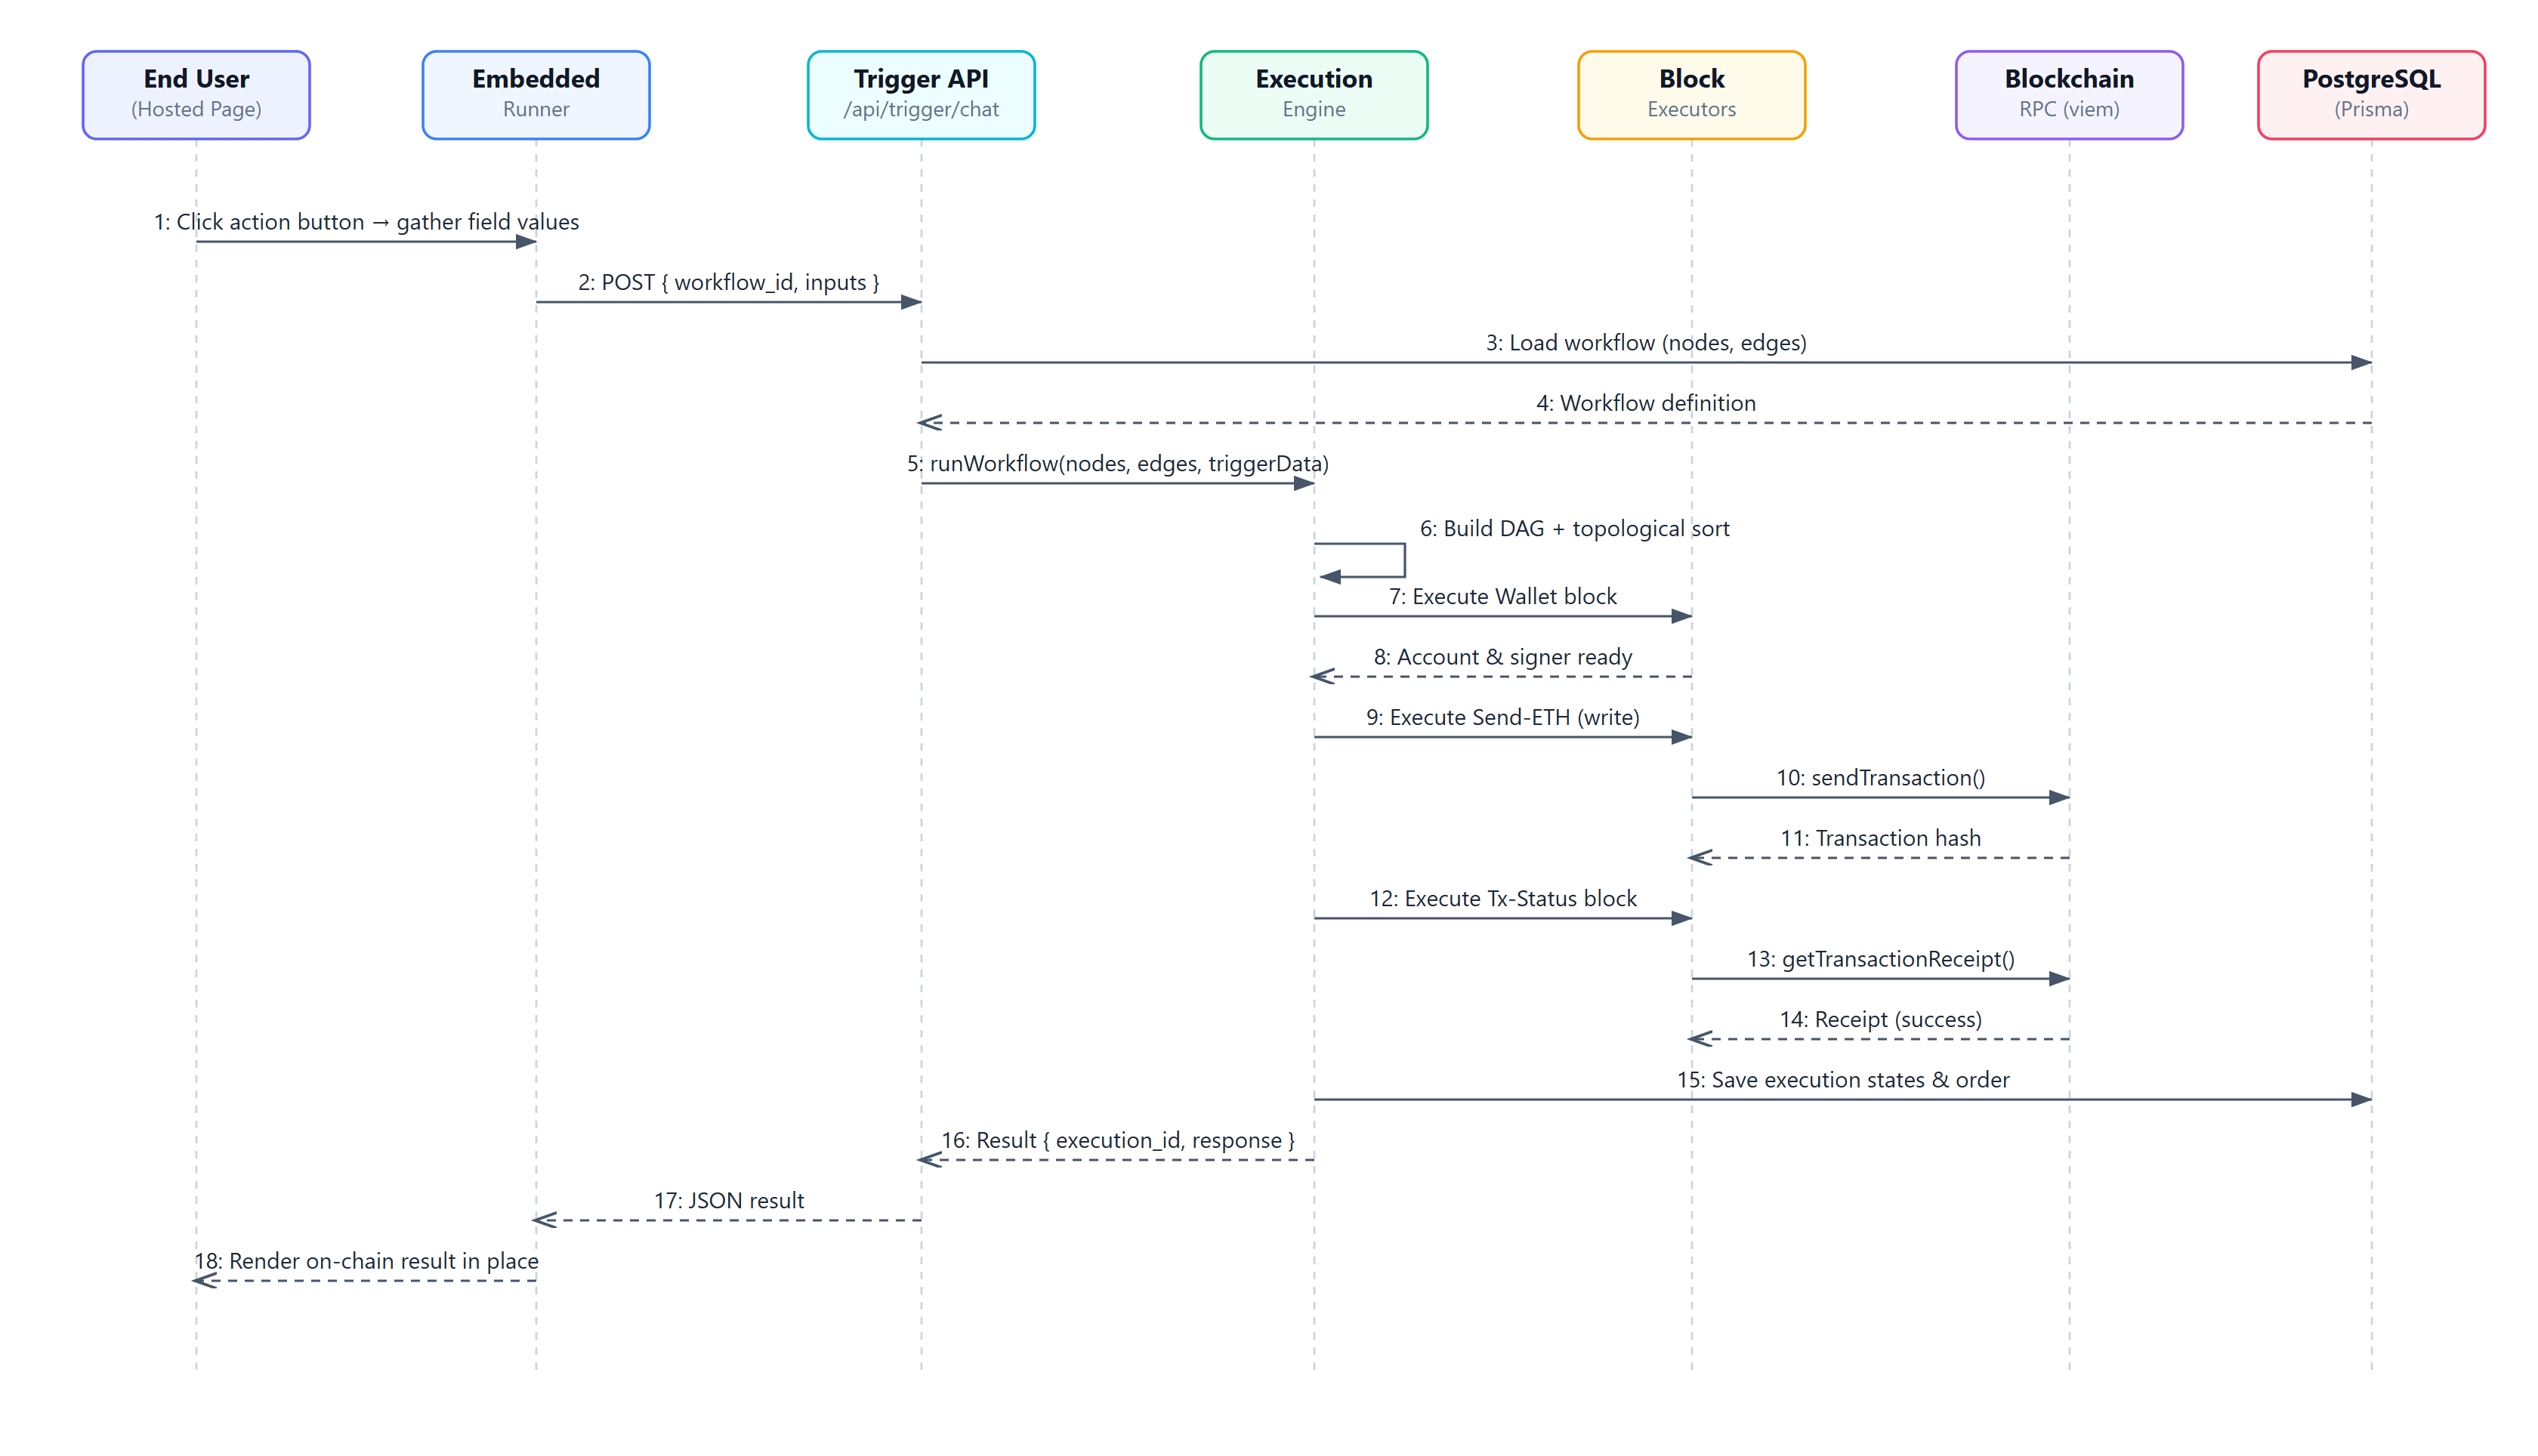 End User
(Hosted Page)
Embedded
Runner
Trigger API
/api/trigger/chat
Execution
Engine
Block
Executors
Blockchain
RPC (viem)
PostgreSQL
(Prisma)
1: Click action button → gather field values
2: POST { workflow_id, inputs }
3: Load workflow (nodes, edges)
4: Workflow definition
5: runWorkflow(nodes, edges, triggerData)
6: Build DAG + topological sort
7: Execute Wallet block
8: Account & signer ready
9: Execute Send-ETH (write)
10: sendTransaction()
11: Transaction hash
12: Execute Tx-Status block
13: getTransactionReceipt()
14: Receipt (success)
15: Save execution states & order
16: Result { execution_id, response }
17: JSON result
18: Render on-chain result in place